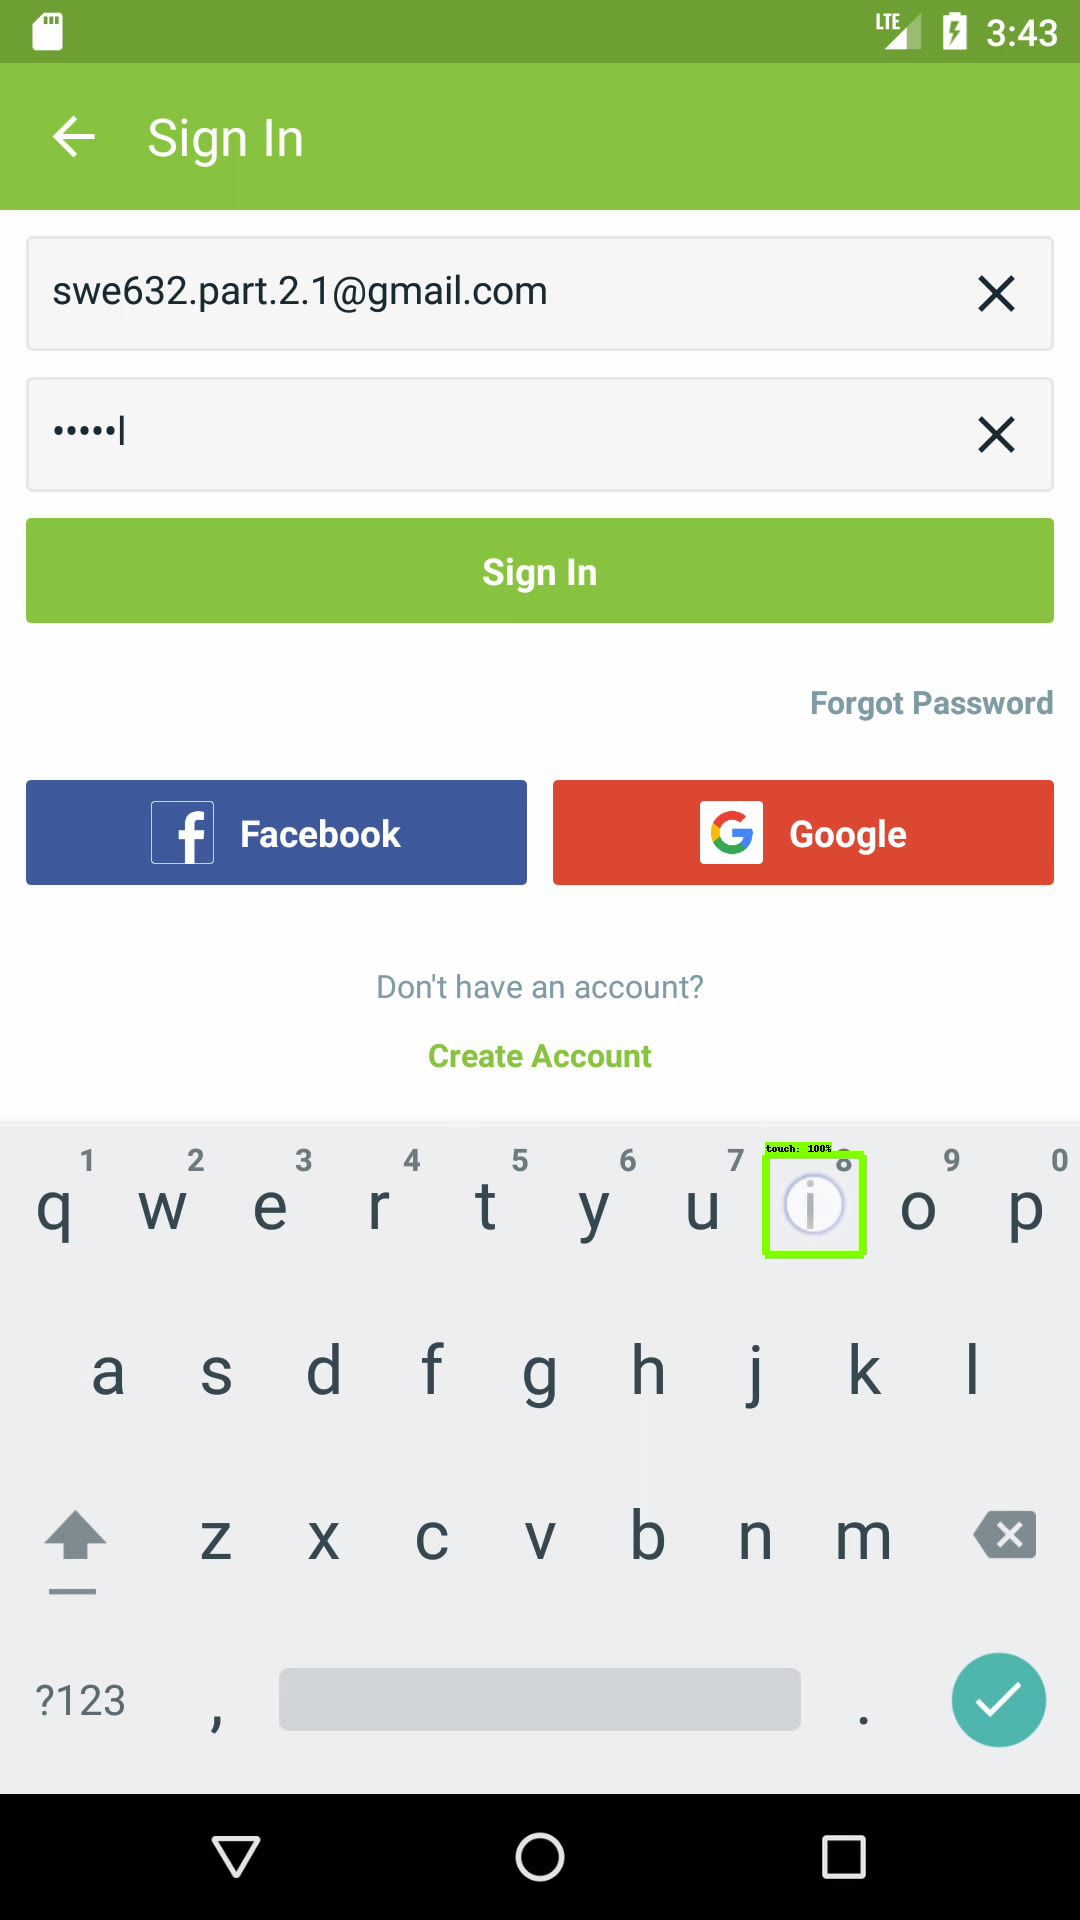 LTE 3:43
Sign In
swe632.part.2.1@gmail.com
•••••
Sign In
Forgot Password
Facebook Google
Don't have an account?
Create Account
touch: 100%
1 2 3 4 5 6 7 8 9 0
q w e r t y u i o p
a s d f g h j k l
z x c v b n m
?123 , .